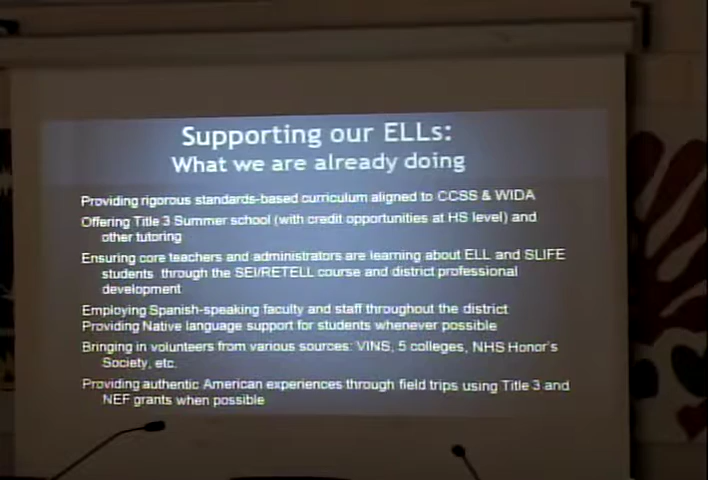 Supporting our ELLs:
What we are already doing
Providing rigorous standards-based curriculum aligned to CCSS & WIDA
Offering Title 3 Summer school (with credit opportunities at HS level) and
other tutoring
Ensuring core teachers and administrators are learning about ELL and SLIFE
students through the SEI/RETELL course and district professional
development
Employing Spanish-speaking faculty and staff throughout the district
Providing Native language support for students whenever possible
Bringing in volunteers from various sources: VINS, 5 colleges, NHS Honor's
Society, etc.
Providing authentic American experiences through field trips using Title 3 and
NEF grants when possible